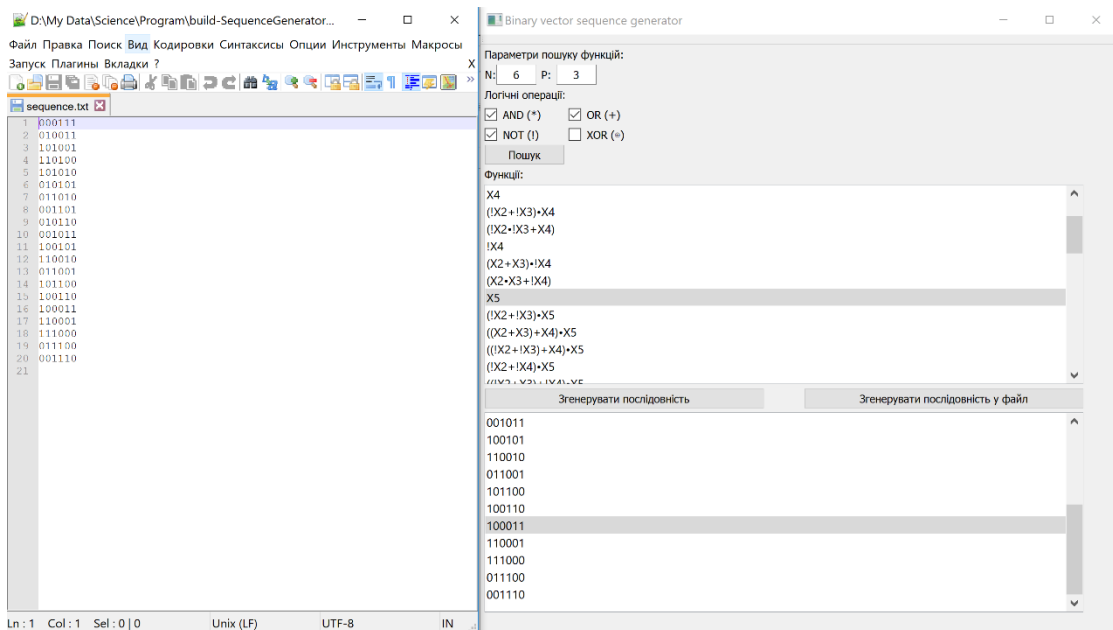 D:\My Data\Science\Program\build-SequenceGenerator...
Файл Правка Поиск Вид Кодировки Синтаксисы Опции Инструменты Макросы
Запуск Плагины Вкладки ? X
sequence.txt
1 000111
2 010011
3 101001
4 110100
5 101010
6 010101
7 011010
8 001101
9 010110
10 001011
11 100101
12 110010
13 011001
14 101100
15 100110
16 100011
17 110001
18 111000
19 011100
20 001110
21
Ln : 1 Col : 1 Sel : 0 | 0 Unix (LF) UTF-8 IN
Binary vector sequence generator
Параметри пошуку функцій:
N: 6 P: 3
Логічні операції:
AND (*) OR (+)
NOT (!) XOR (⊕)
Пошук
Функції:
X4
(!X2+!X3)•X4
(!X2•!X3+X4)
!X4
(X2+X3)•!X4
(X2•X3+!X4)
X5
(!X2+!X3)•X5
((X2+X3)+X4)•X5
((!X2+!X3)+X4)•X5
(!X2+!X4)•X5
Згенерувати послідовність Згенерувати послідовність у файл
001011
100101
110010
011001
101100
100110
100011
110001
111000
011100
001110